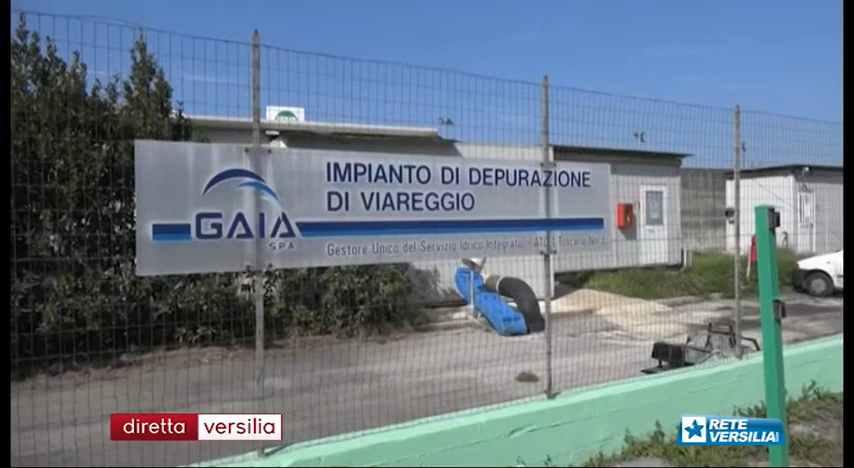 IMPIANTO DI DEPURAZIONE
DI VIAREGGIO
GAIA
SPA
Gestore Unico del Servizio Idrico Integrato - ATO 1 Toscana Nord
diretta versilia
RETE
VERSILIA